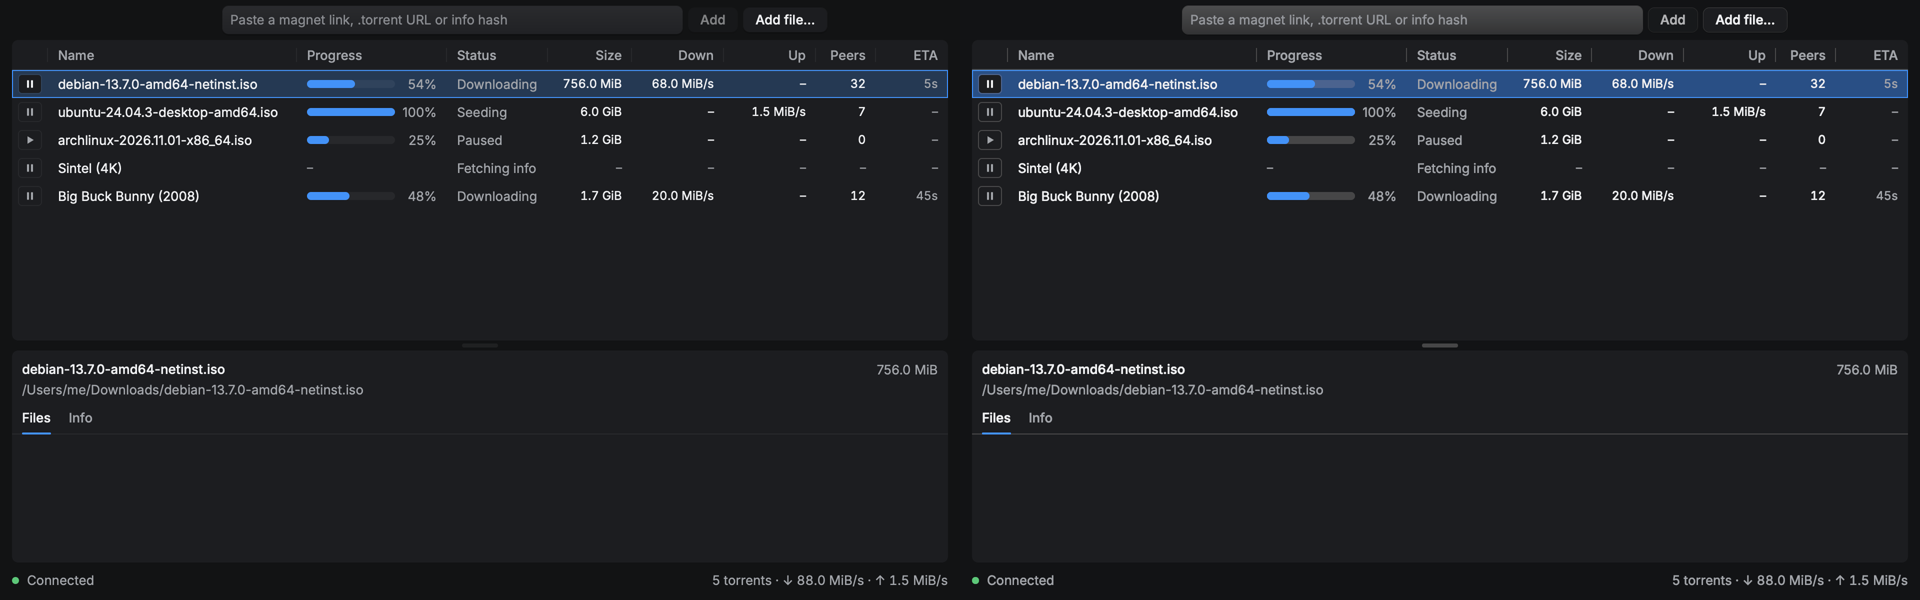 Paste a magnet link, .torrent URL or info hash Add Add file...
Name Progress Status Size Down Up Peers ETA
debian-13.7.0-amd64-netinst.iso 54% Downloading 756.0 MiB 68.0 MiB/s – 32 5s
ubuntu-24.04.3-desktop-amd64.iso 100% Seeding 6.0 GiB – 1.5 MiB/s 7 –
archlinux-2026.11.01-x86_64.iso 25% Paused 1.2 GiB – – 0 –
Sintel (4K) – Fetching info – – – – –
Big Buck Bunny (2008) 48% Downloading 1.7 GiB 20.0 MiB/s – 12 45s
debian-13.7.0-amd64-netinst.iso 756.0 MiB
/Users/me/Downloads/debian-13.7.0-amd64-netinst.iso
Files Info
Connected 5 torrents · ↓ 88.0 MiB/s · ↑ 1.5 MiB/s
Paste a magnet link, .torrent URL or info hash Add Add file...
Name Progress Status Size Down Up Peers ETA
debian-13.7.0-amd64-netinst.iso 54% Downloading 756.0 MiB 68.0 MiB/s – 32 5s
ubuntu-24.04.3-desktop-amd64.iso 100% Seeding 6.0 GiB – 1.5 MiB/s 7 –
archlinux-2026.11.01-x86_64.iso 25% Paused 1.2 GiB – – 0 –
Sintel (4K) – Fetching info – – – – –
Big Buck Bunny (2008) 48% Downloading 1.7 GiB 20.0 MiB/s – 12 45s
debian-13.7.0-amd64-netinst.iso 756.0 MiB
/Users/me/Downloads/debian-13.7.0-amd64-netinst.iso
Files Info
Connected 5 torrents · ↓ 88.0 MiB/s · ↑ 1.5 MiB/s